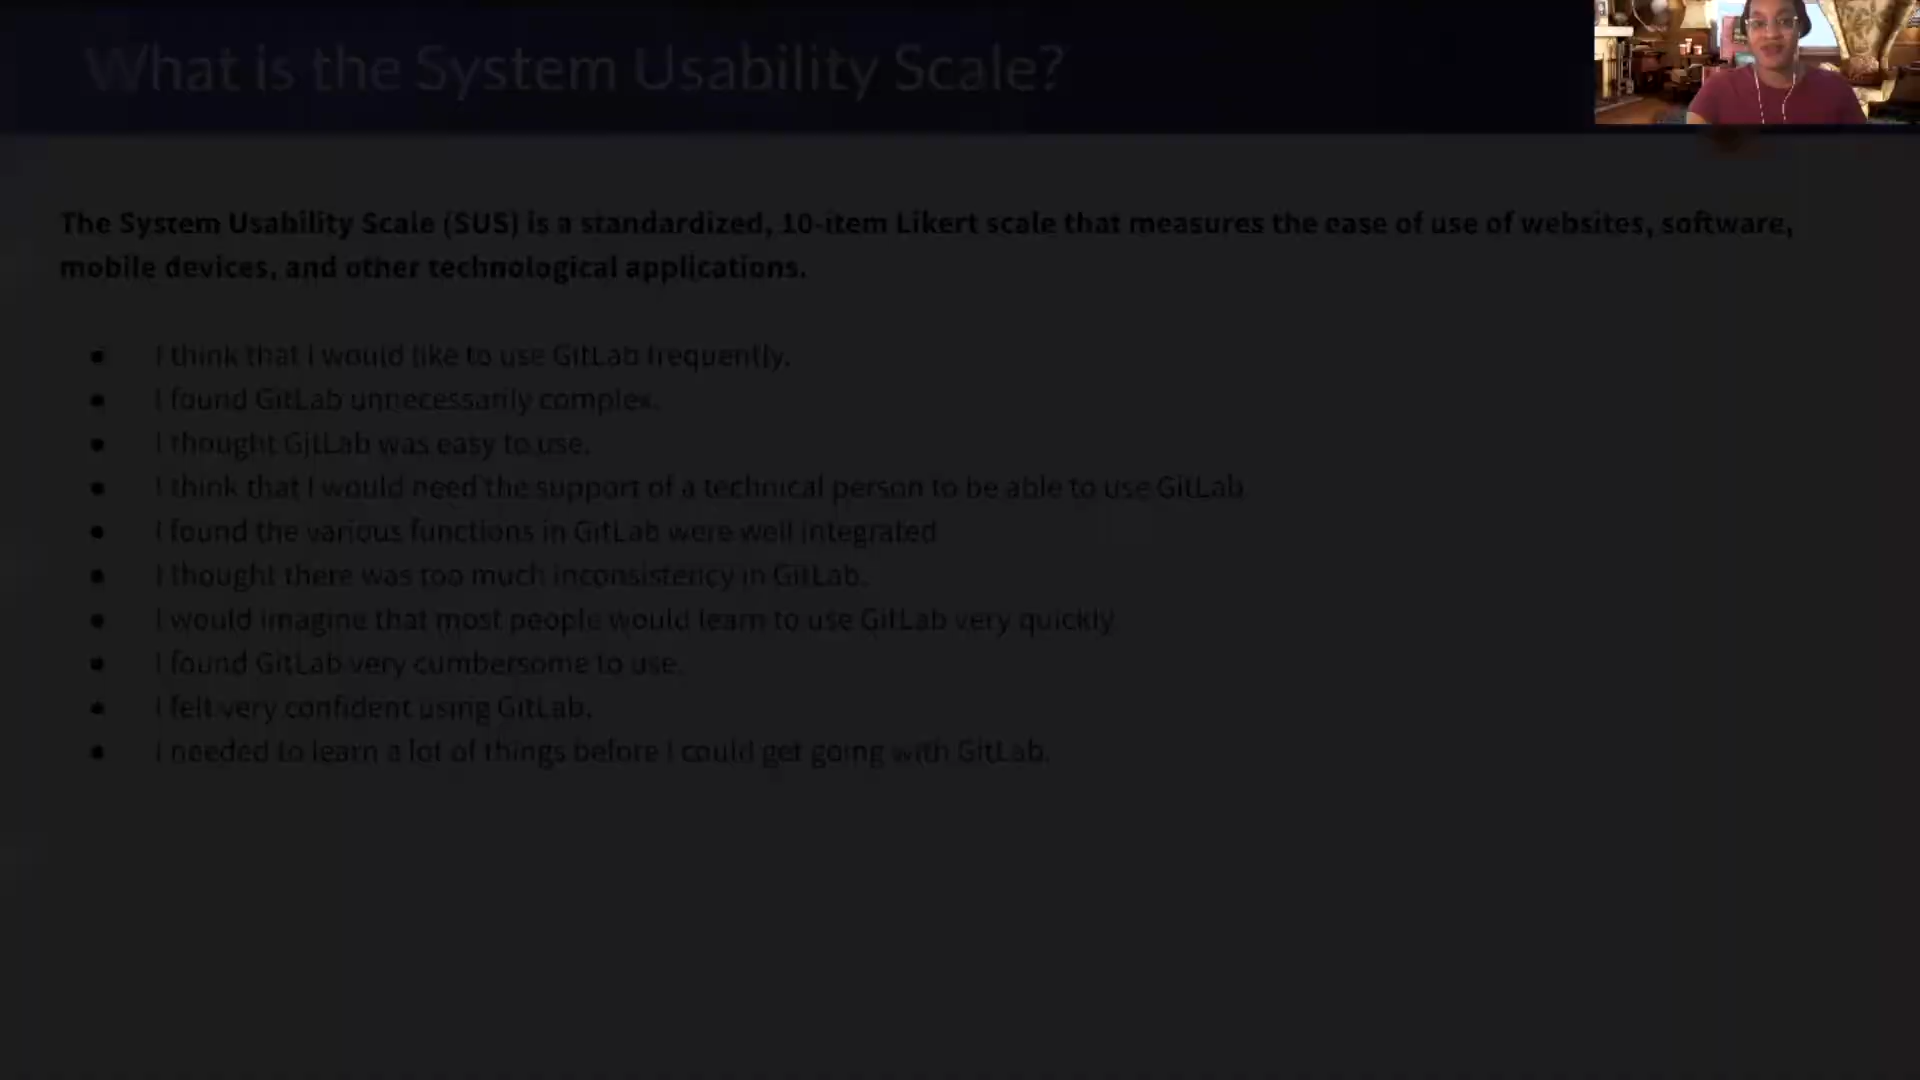 What is the System Usability Scale?
The System Usability Scale (SUS) is a standardized, 10-item Likert scale that measures the ease of use of websites, software,
mobile devices, and other technological applications.
● I think that I would like to use GitLab frequently.
● I found GitLab unnecessarily complex.
● I thought GitLab was easy to use.
● I think that I would need the support of a technical person to be able to use GitLab
● I found the various functions in GitLab were well integrated
● I thought there was too much inconsistency in GitLab.
● I would imagine that most people would learn to use GitLab very quickly
● I found GitLab very cumbersome to use.
● I felt very confident using GitLab.
● I needed to learn a lot of things before I could get going with GitLab.